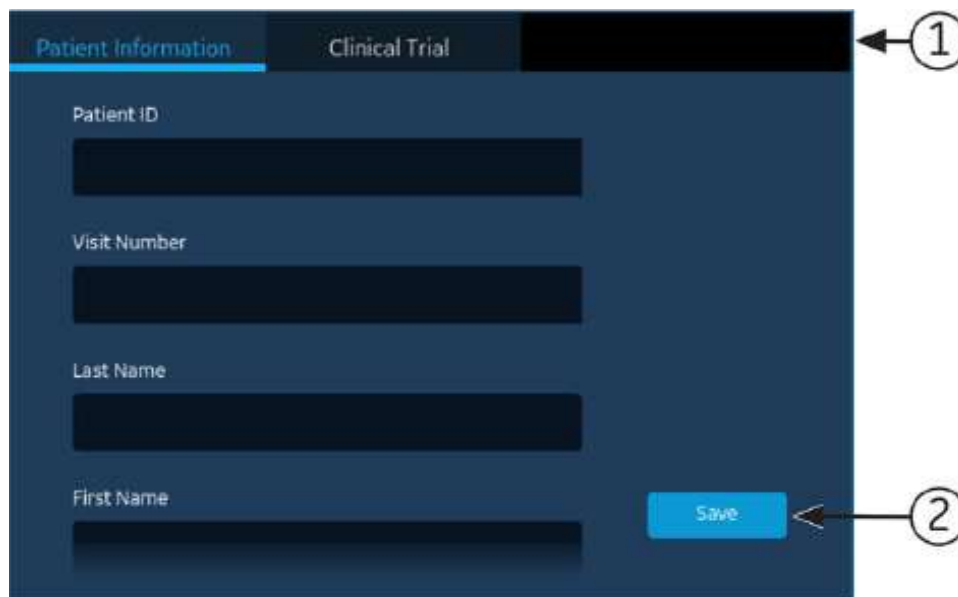 Patient Information Clinical Trial 1
Patient ID
Visit Number
Last Name
First Name
Save 2